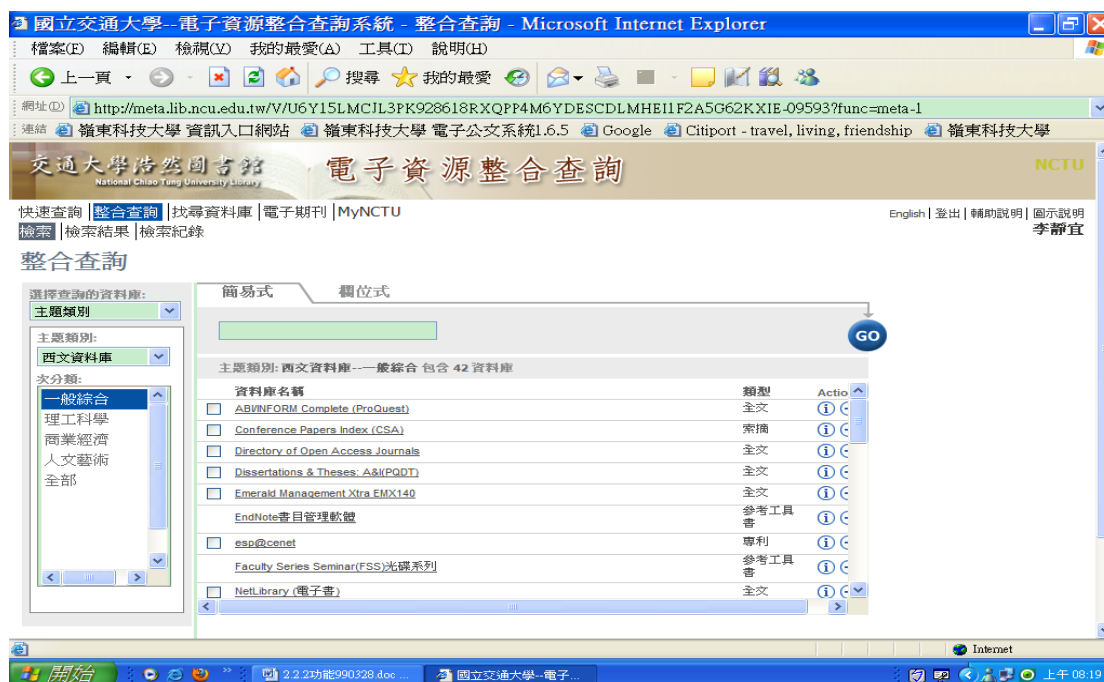 國立交通大學--電子資源整合查詢系統 - 整合查詢 - Microsoft Internet Explorer
檔案(F) 編輯(E) 檢視(V) 我的最愛(A) 工具(T) 說明(H)
上一頁 搜尋 我的最愛
網址(D) http://meta.lib.ncu.edu.tw/V/U6Y15LMCJL3PK928618RXQPP4M6YDESCDLMHEI1F2A5G62KXIE-09593?func=meta-1
連結 嶺東科技大學 資訊入口網站 嶺東科技大學 電子公文系統1.6.5 Google Citiport - travel, living, friendship 嶺東科技大學
交通大學浩然圖書館 電子資源整合查詢 NCTU
National Chiao Tung University Library
快速查詢 | 整合查詢 | 找尋資料庫 | 電子期刊 | MyNCTU English | 登出 | 輔助說明 | 圖示說明
檢索 | 檢索結果 | 檢索紀錄 李靜宜
整合查詢
選擇查詢的資料庫: 簡易式 欄位式
主題類別
主題類別: GO
西文資料庫 主題類別: 西文資料庫--一般綜合 包含 42 資料庫
次分類: 資料庫名稱 類型 Actio
一般綜合 ABI/INFORM Complete (ProQuest) 全文
理工科學 Conference Papers Index (CSA) 索摘
商業經濟 Directory of Open Access Journals 全文
人文藝術 Dissertations & Theses: A&I(PQDT) 全文
全部 Emerald Management Xtra EMX140 全文
EndNote書目管理軟體 參考工具書
esp@cenet 專利
Faculty Series Seminar(FSS)光碟系列 參考工具書
NetLibrary (電子書) 全文
Internet
開始 2.2.2功能990328.doc ... 國立交通大學--電子... 上午 08:19